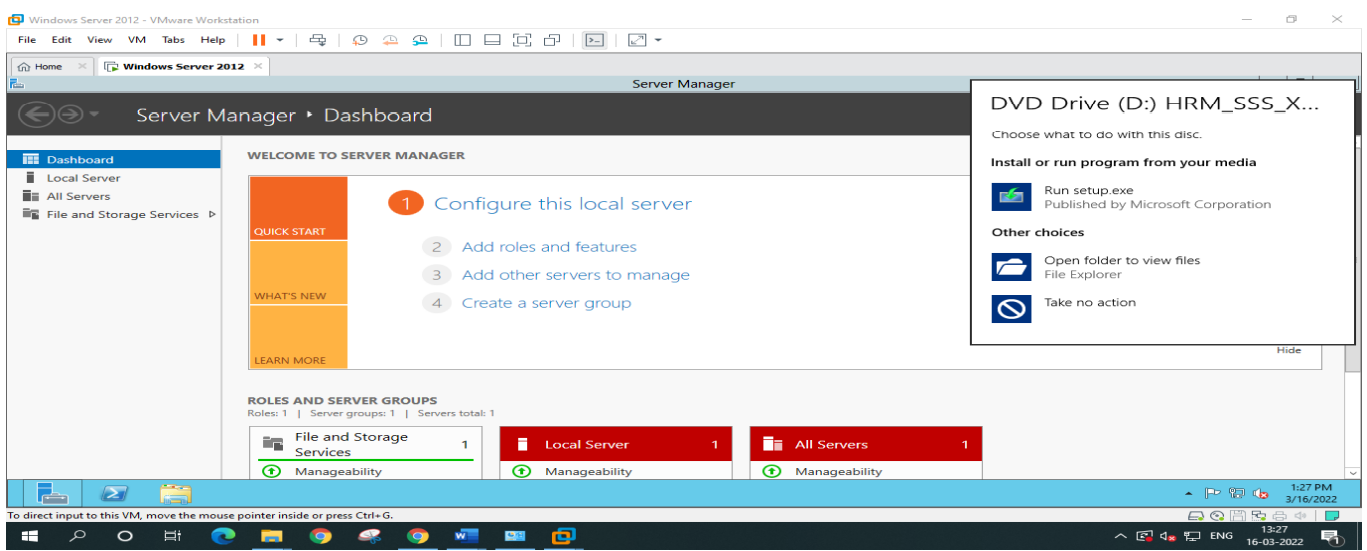 Windows Server 2012 - VMware Workstation
File Edit View VM Tabs Help
Home Windows Server 2012
Server Manager
Server Manager • Dashboard
Dashboard
Local Server
All Servers
File and Storage Services
WELCOME TO SERVER MANAGER
QUICK START
WHAT'S NEW
LEARN MORE
1 Configure this local server
2 Add roles and features
3 Add other servers to manage
4 Create a server group
Hide
DVD Drive (D:) HRM_SSS_X...
Choose what to do with this disc.
Install or run program from your media
Run setup.exe
Published by Microsoft Corporation
Other choices
Open folder to view files
File Explorer
Take no action
ROLES AND SERVER GROUPS
Roles: 1 | Server groups: 1 | Servers total: 1
File and Storage Services 1
Manageability
Local Server 1
Manageability
All Servers 1
Manageability
1:27 PM
3/16/2022
To direct input to this VM, move the mouse pointer inside or press Ctrl+G.
ENG
13:27
16-03-2022